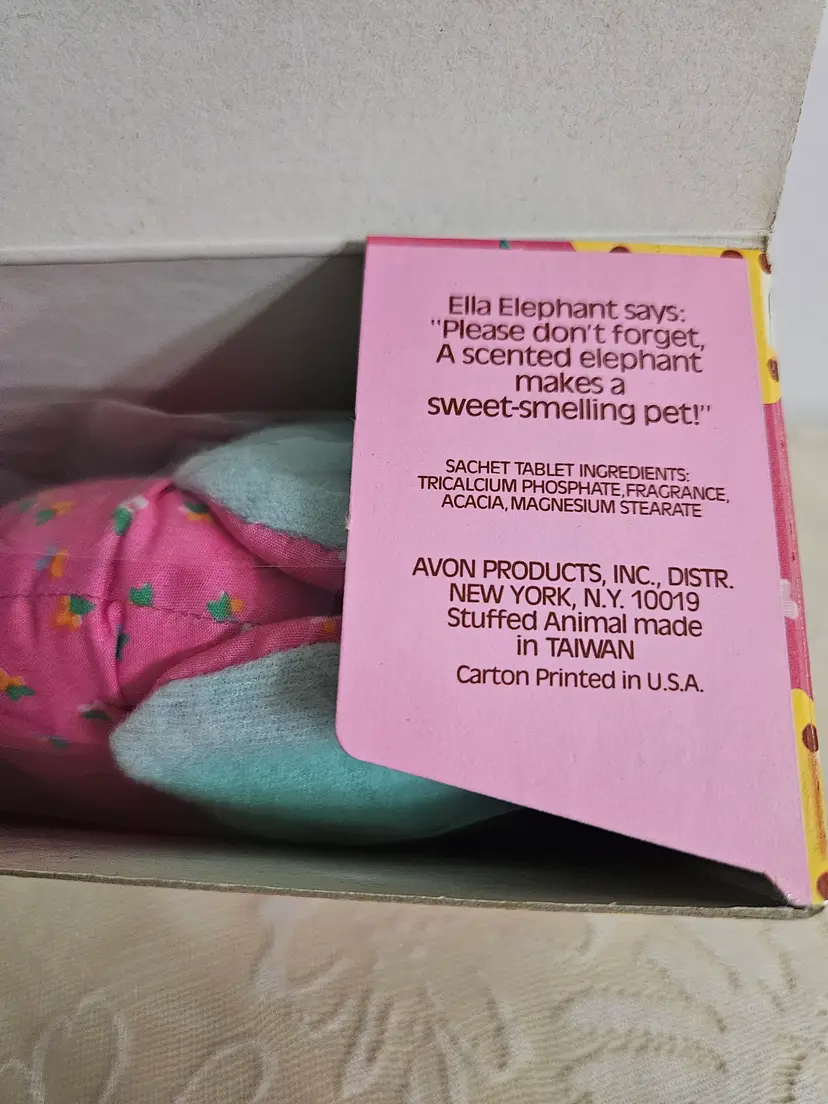 Ella Elephant says:
"Please don't forget,
A scented elephant
makes a
sweet-smelling pet!"
SACHET TABLET INGREDIENTS:
TRICALCIUM PHOSPHATE, FRAGRANCE,
ACACIA, MAGNESIUM STEARATE
AVON PRODUCTS, INC., DISTR.
NEW YORK, N.Y. 10019
Stuffed Animal made
in TAIWAN
Carton Printed in U.S.A.